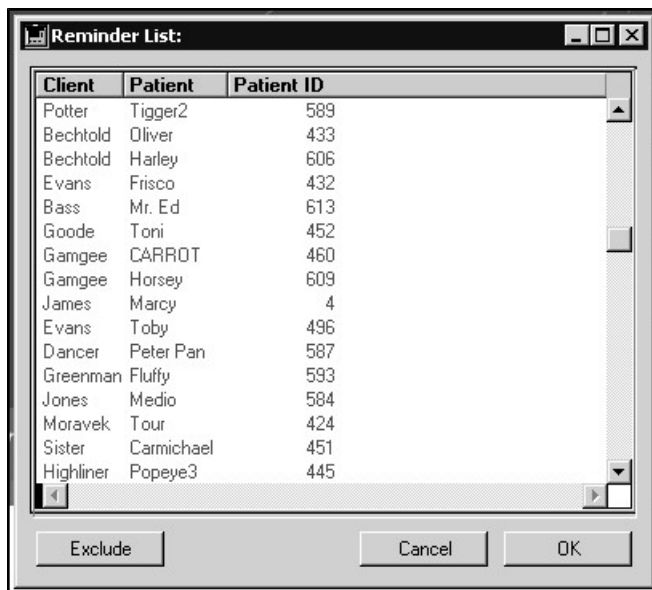 Reminder List:
Client Patient Patient ID
Potter Tigger2 589
Bechtold Oliver 433
Bechtold Harley 606
Evans Frisco 432
Bass Mr. Ed 613
Goode Toni 452
Gamgee CARROT 460
Gamgee Horsey 609
James Marcy 4
Evans Toby 496
Dancer Peter Pan 587
Greenman Fluffy 593
Jones Medio 584
Moravek Tour 424
Sister Carmichael 451
Highliner Popeye3 445
Exclude Cancel OK